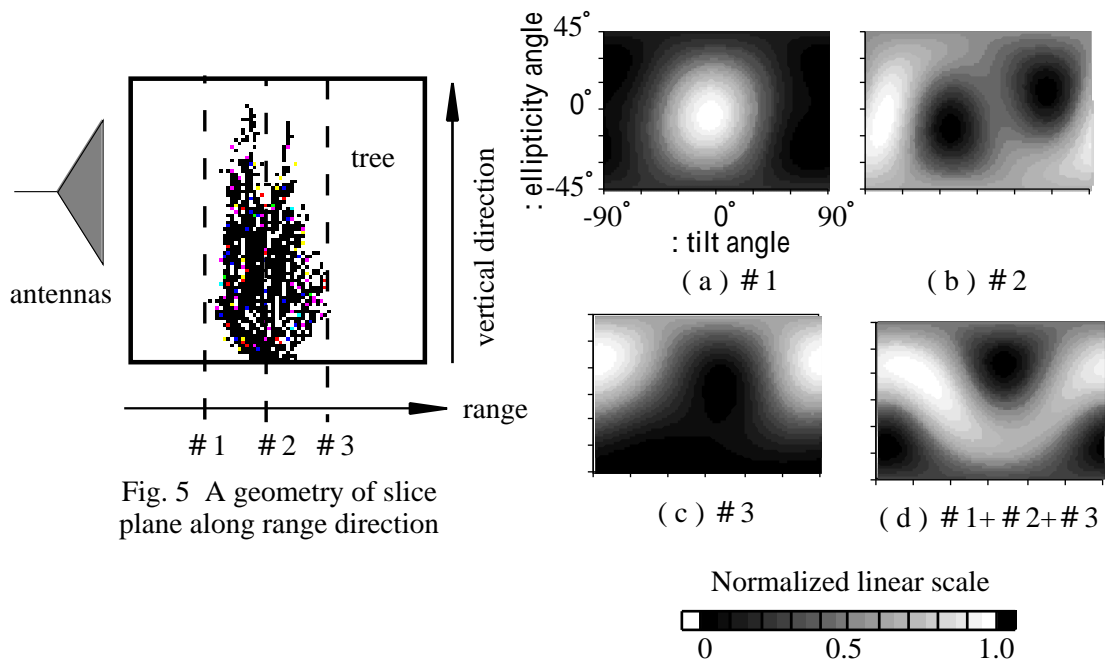 antennas
tree
vertical direction
range
#1 #2 #3
Fig. 5 A geometry of slice
plane along range direction
: ellipticity angle
45°
0°
-45°
-90° 0° 90°
: tilt angle
(a) #1
(b) #2
(c) #3
(d) #1+#2+#3
Normalized linear scale
0 0.5 1.0